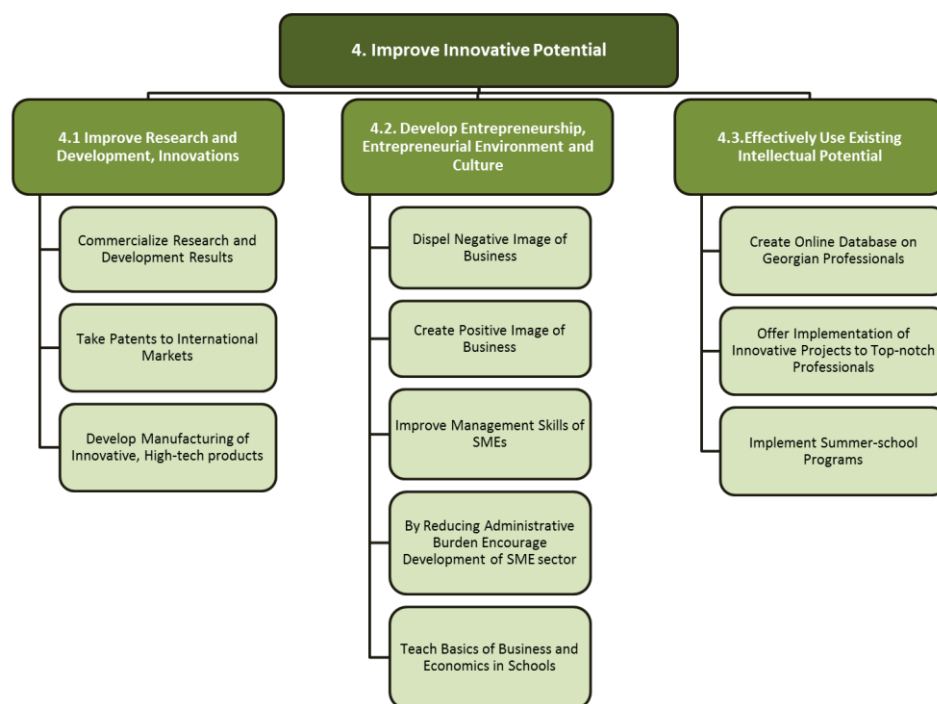 4. Improve Innovative Potential
4.1 Improve Research and
Development, Innovations
Commercialize Research and
Development Results
Take Patents to International
Markets
Develop Manufacturing of
Innovative, High-tech products
4.2. Develop Entrepreneurship,
Entrepreneurial Environment and
Culture
Dispel Negative Image of
Business
Create Positive Image of
Business
Improve Management Skills of
SMEs
By Reducing Administrative
Burden Encourage
Development of SME sector
Teach Basics of Business and
Economics in Schools
4.3.Effectively Use Existing
Intellectual Potential
Create Online Database on
Georgian Professionals
Offer Implementation of
Innovative Projects to Top-notch
Professionals
Implement Summer-school
Programs